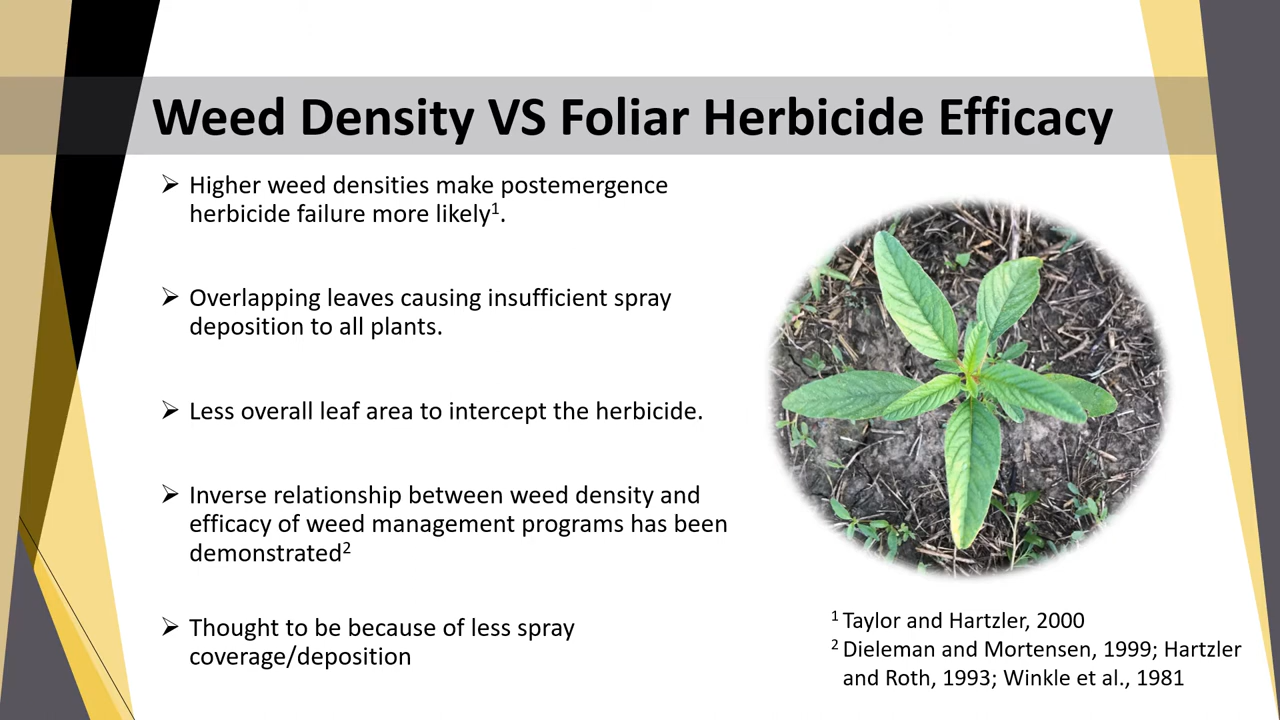 Weed Density VS Foliar Herbicide Efficacy
➢ Higher weed densities make postemergence
herbicide failure more likely¹.
➢ Overlapping leaves causing insufficient spray
deposition to all plants.
➢ Less overall leaf area to intercept the herbicide.
➢ Inverse relationship between weed density and
efficacy of weed management programs has been
demonstrated²
➢ Thought to be because of less spray
coverage/deposition
¹ Taylor and Hartzler, 2000
² Dieleman and Mortensen, 1999; Hartzler
and Roth, 1993; Winkle et al., 1981